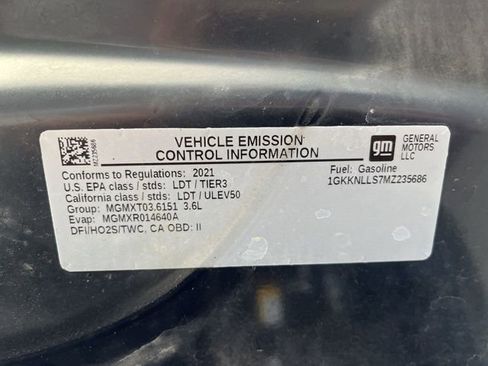 VEHICLE EMISSION
CONTROL INFORMATION
gm
GENERAL
MOTORS
LLC
Conforms to Regulations: 2021
U.S. EPA class / stds: LDT / TIER3
California class / stds: LDT / ULEV50
Group: MGMXT03.6151 3.6L
Evap: MGMXR014640A
DFI/HO2S/TWC, CA OBD: II
Fuel: Gasoline
1GKKNLLS7MZ235686